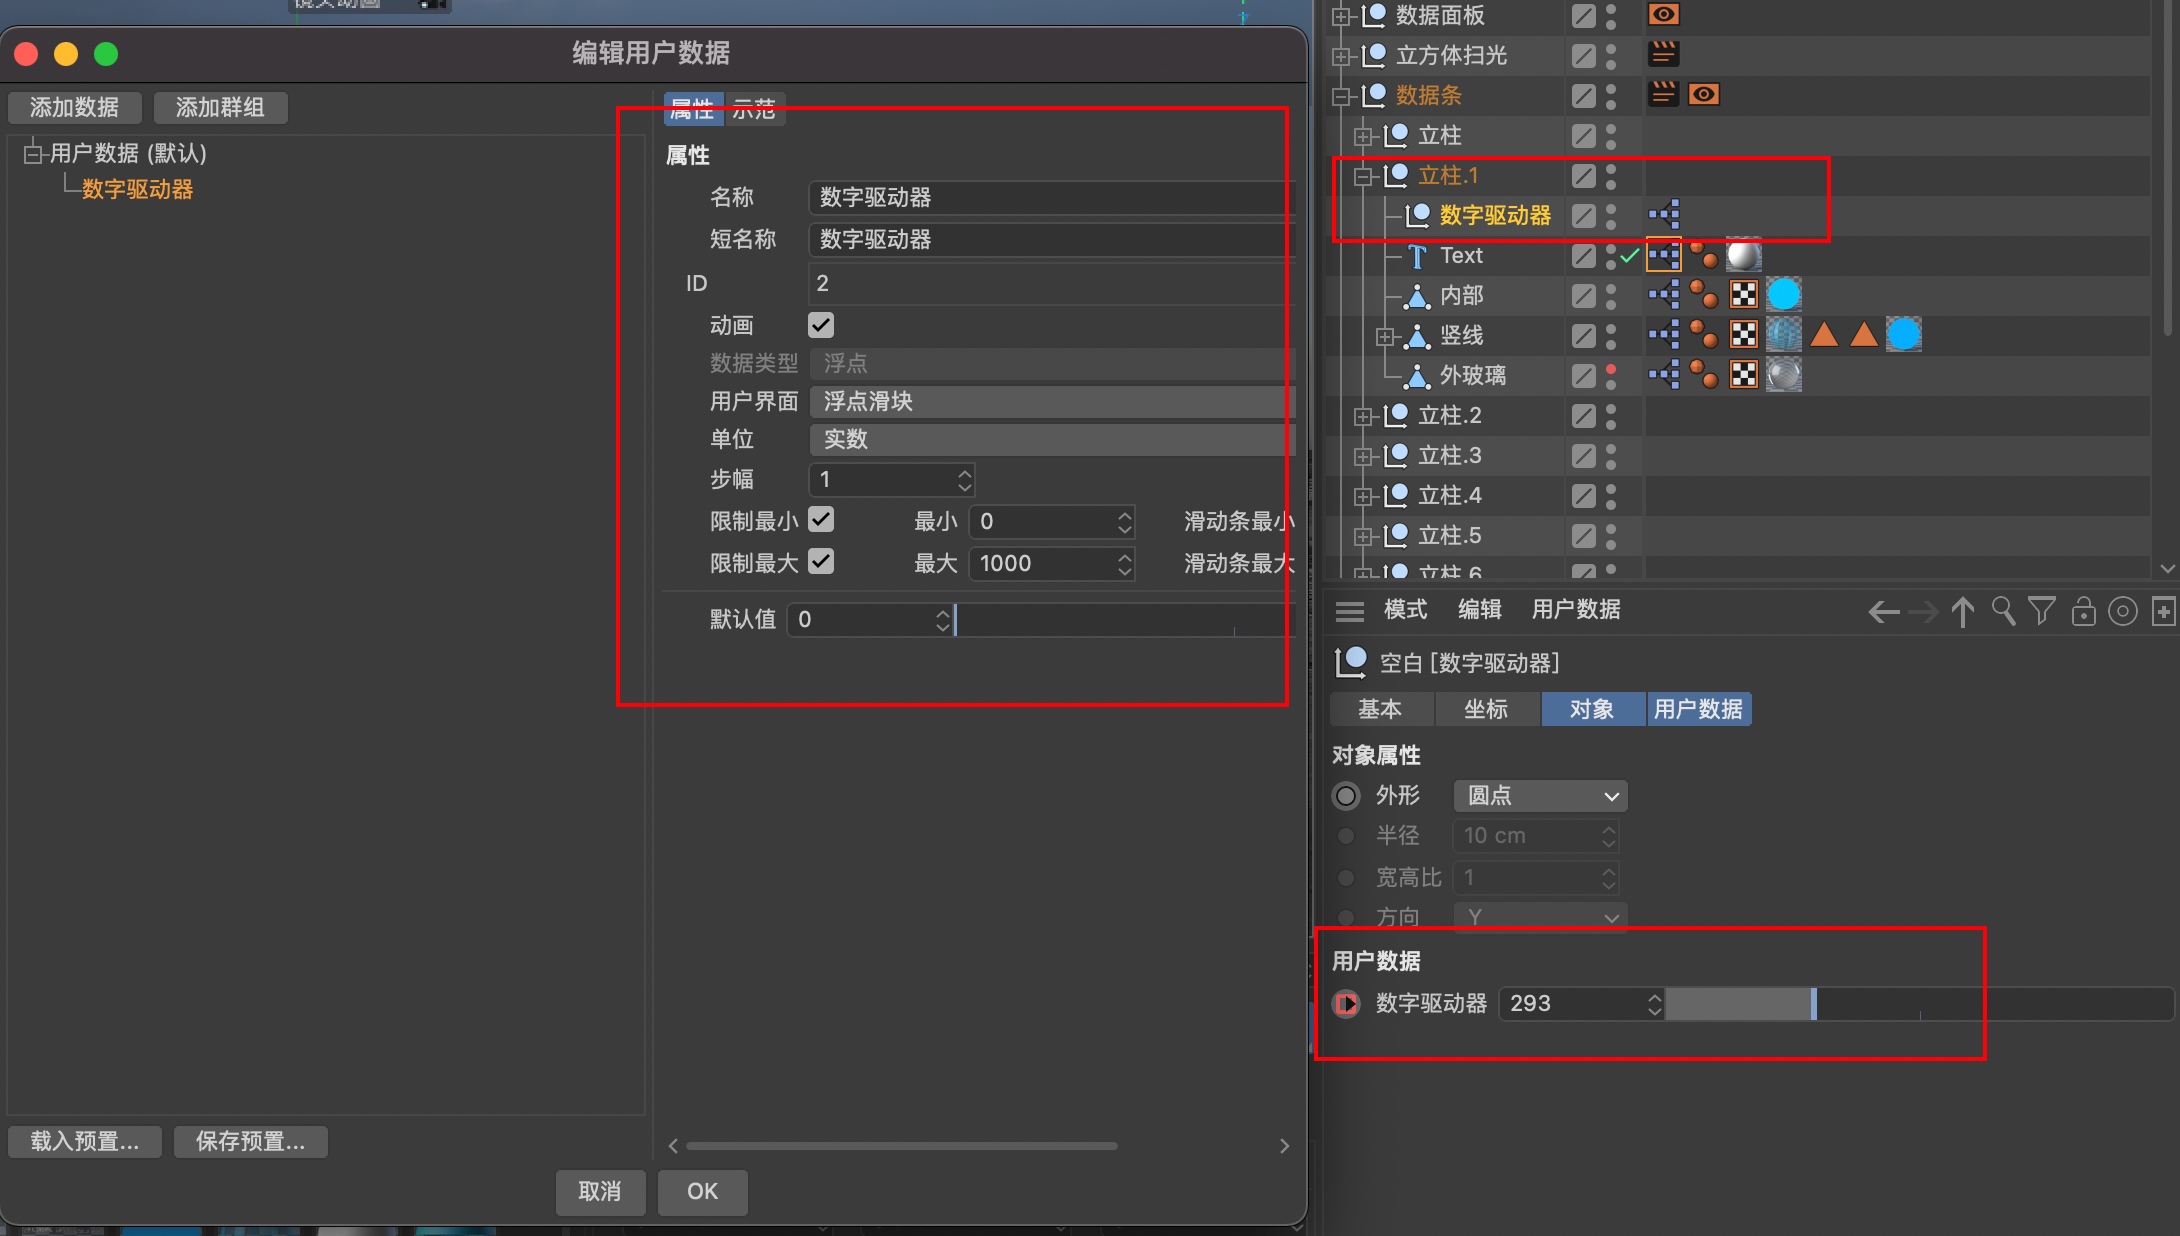 镜头动画
编辑用户数据
添加数据
添加群组
用户数据 (默认)
数字驱动器
属性
示范
属性
名称
数字驱动器
短名称
数字驱动器
ID
2
动画
数据类型
浮点
用户界面
浮点滑块
单位
实数
步幅
1
限制最小
最小
0
滑动条最小
限制最大
最大
1000
滑动条最大
默认值
0
载入预置...
保存预置...
取消
OK
数据面板
立方体扫光
数据条
立柱
立柱.1
数字驱动器
Text
内部
竖线
外玻璃
立柱.2
立柱.3
立柱.4
立柱.5
立柱.6
模式
编辑
用户数据
空白 [数字驱动器]
基本
坐标
对象
用户数据
对象属性
外形
圆点
半径
10 cm
宽高比
1
方向
Y
用户数据
数字驱动器
293